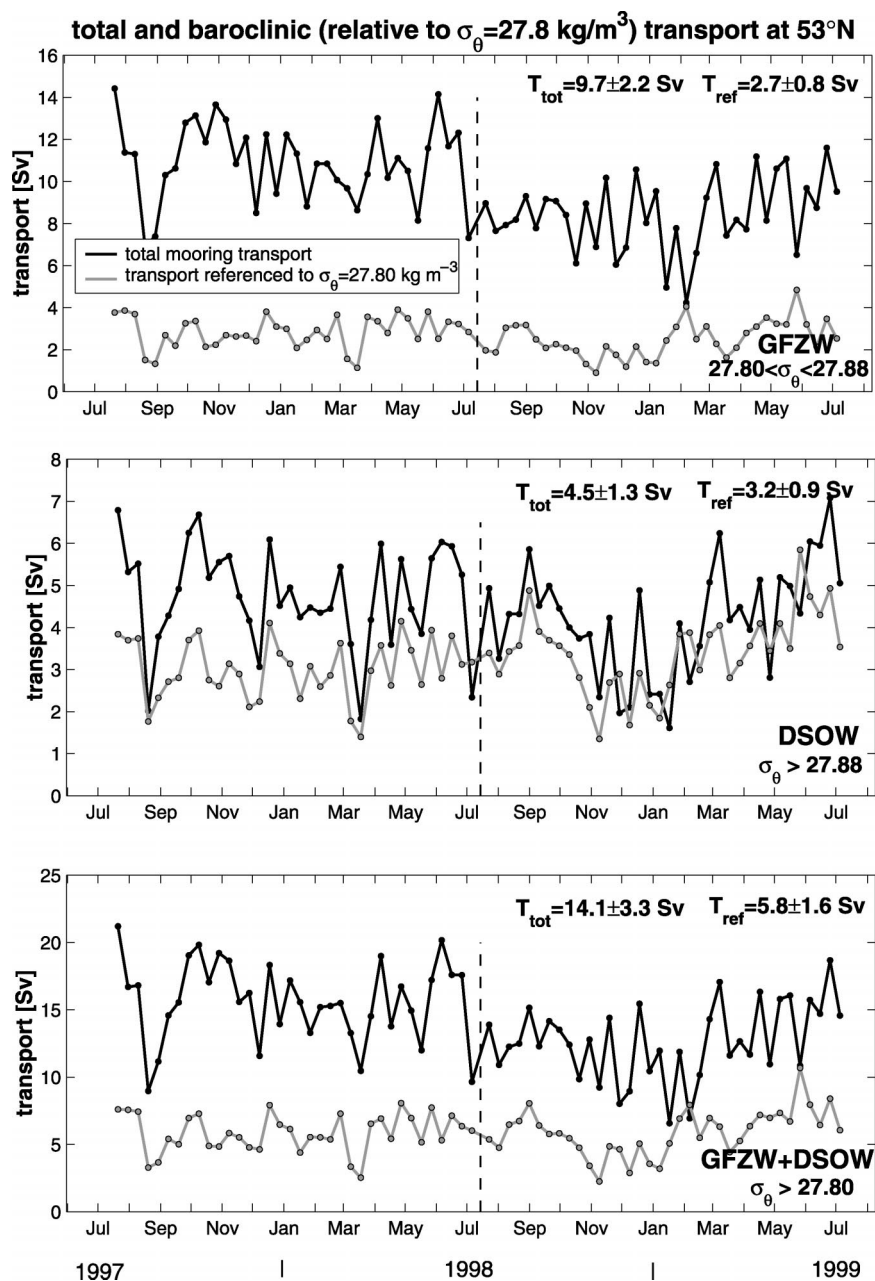 total and baroclinic (relative to σθ=27.8 kg/m³) transport at 53°N
16
14
12
10
8
6
4
2
0
transport [Sv]
Ttot=9.7±2.2 Sv Tref=2.7±0.8 Sv
total mooring transport
transport referenced to σθ=27.80 kg m⁻³
GFZW
27.80<σθ<27.88
Jul Sep Nov Jan Mar May Jul Sep Nov Jan Mar May Jul
8
7
6
5
4
3
2
1
0
transport [Sv]
Ttot=4.5±1.3 Sv Tref=3.2±0.9 Sv
DSOW
σθ > 27.88
Jul Sep Nov Jan Mar May Jul Sep Nov Jan Mar May Jul
25
20
15
10
5
0
transport [Sv]
Ttot=14.1±3.3 Sv Tref=5.8±1.6 Sv
GFZW+DSOW
σθ > 27.80
Jul Sep Nov Jan Mar May Jul Sep Nov Jan Mar May Jul
1997 | 1998 | 1999